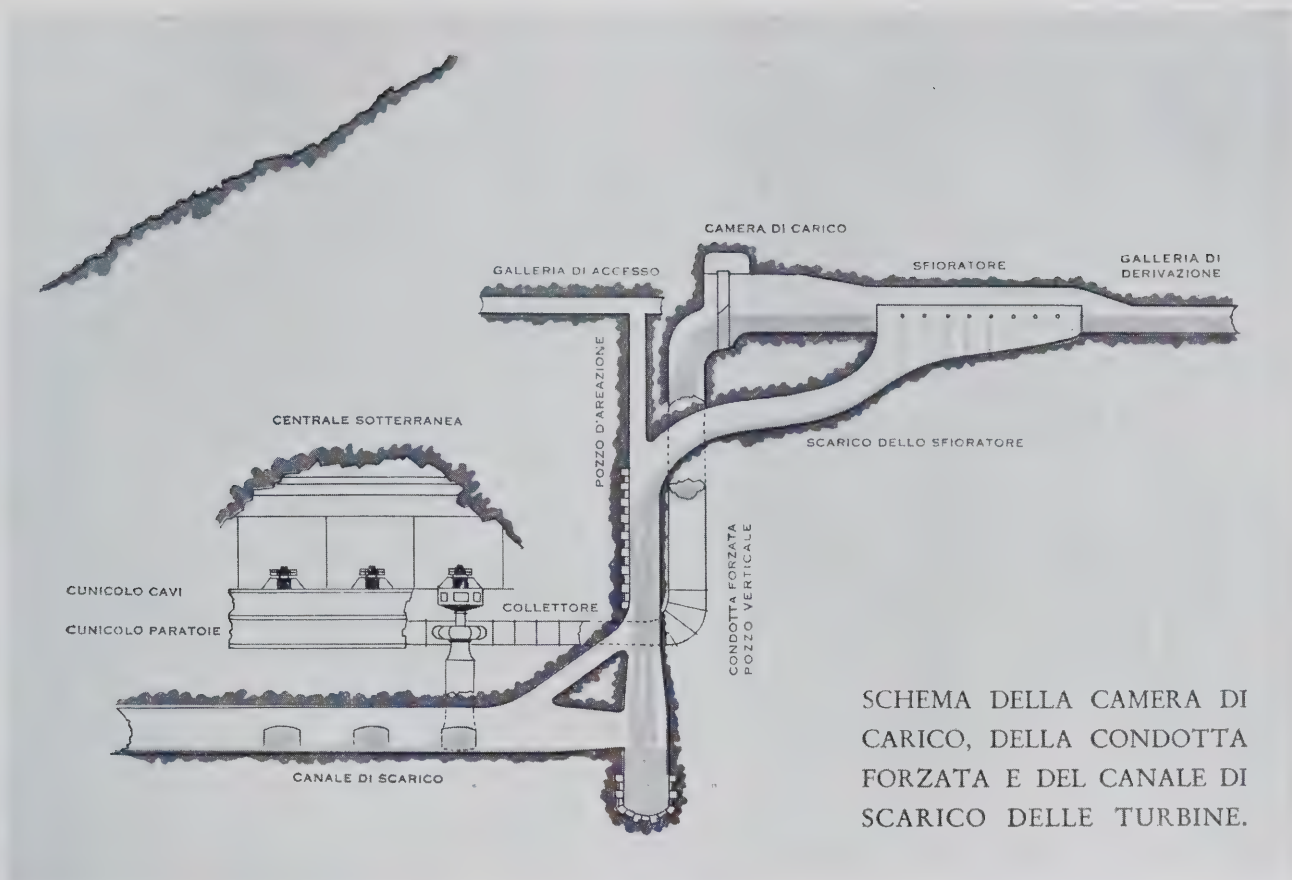 CAMERA DI CARICO
GALLERIA DI ACCESSO
SFIORATORE
GALLERIA DI
DERIVAZIONE
POZZO D'AREAZIONE
CENTRALE SOTTERRANEA
SCARICO DELLO SFIORATORE
CUNICOLO CAVI
COLLETTORE
CUNICOLO PARATOIE
CONDOTTA FORZATA
POZZO VERTICALE
CANALE DI SCARICO
SCHEMA DELLA CAMERA DI
CARICO, DELLA CONDOTTA
FORZATA E DEL CANALE DI
SCARICO DELLE TURBINE.